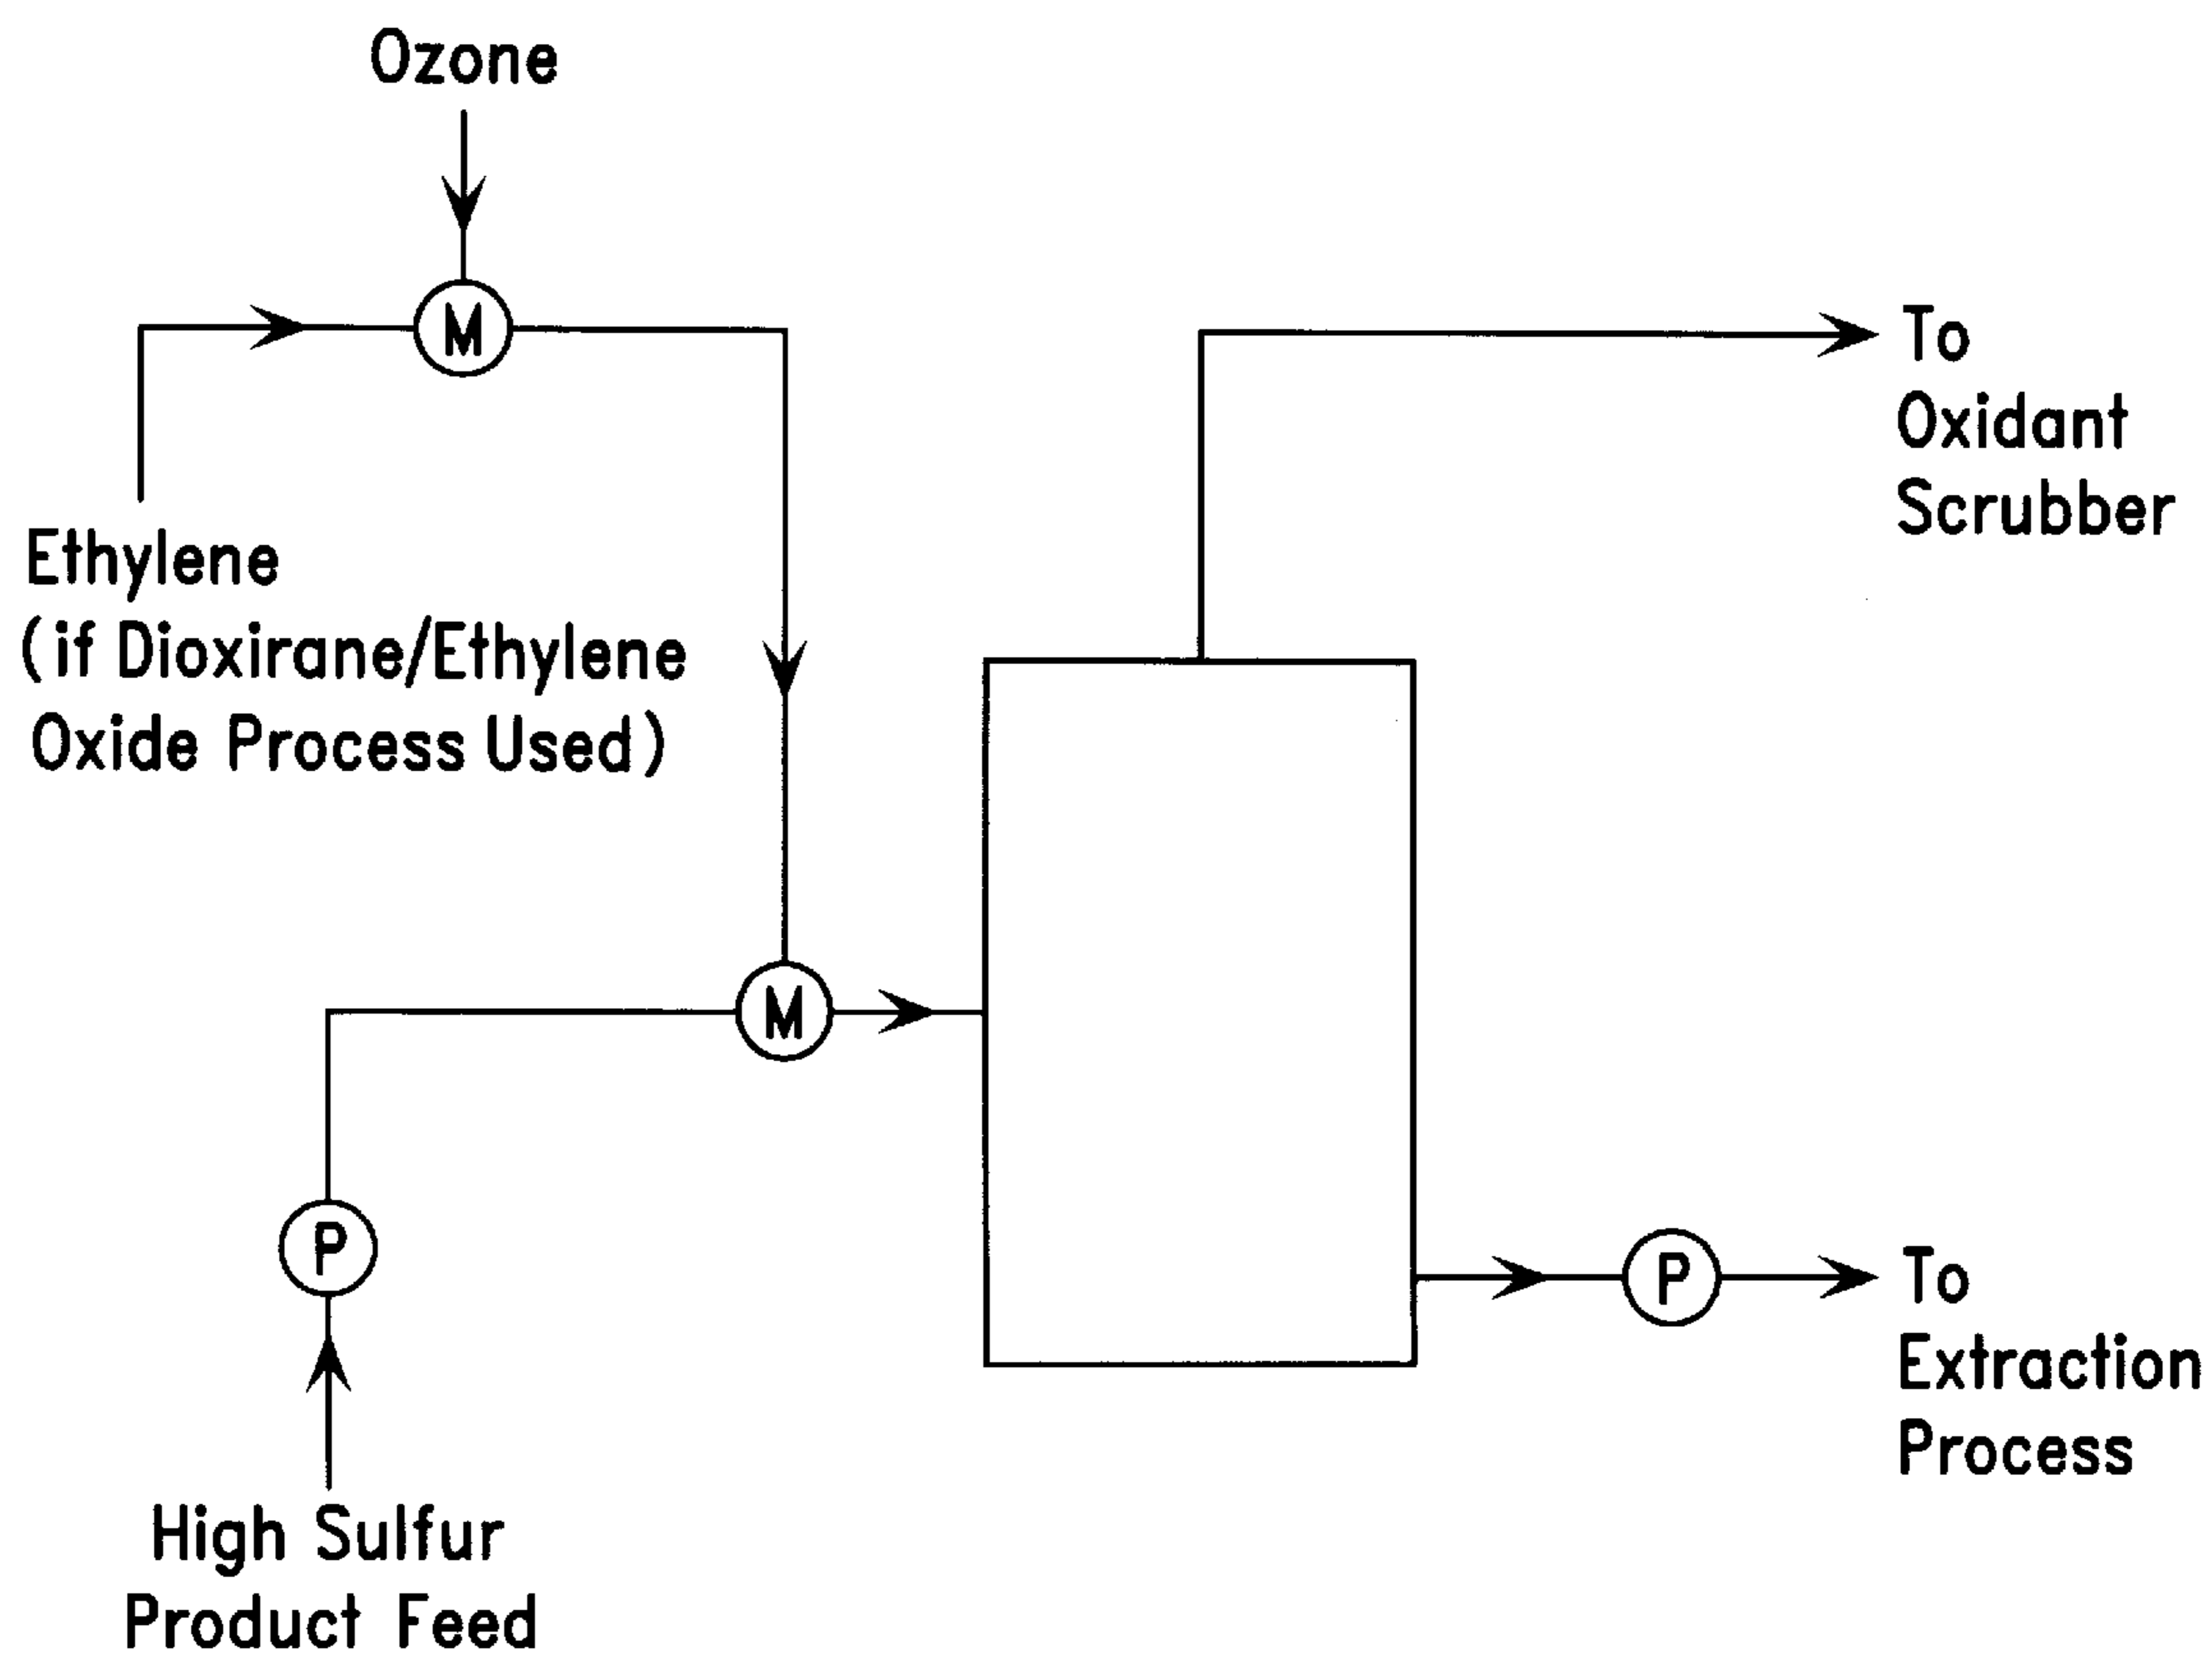 Ozone
M
To
Oxidant
Scrubber
Ethylene
(if Dioxirane/Ethylene
Oxide Process Used)
M
P
P
To
Extraction
Process
High Sulfur
Product Feed